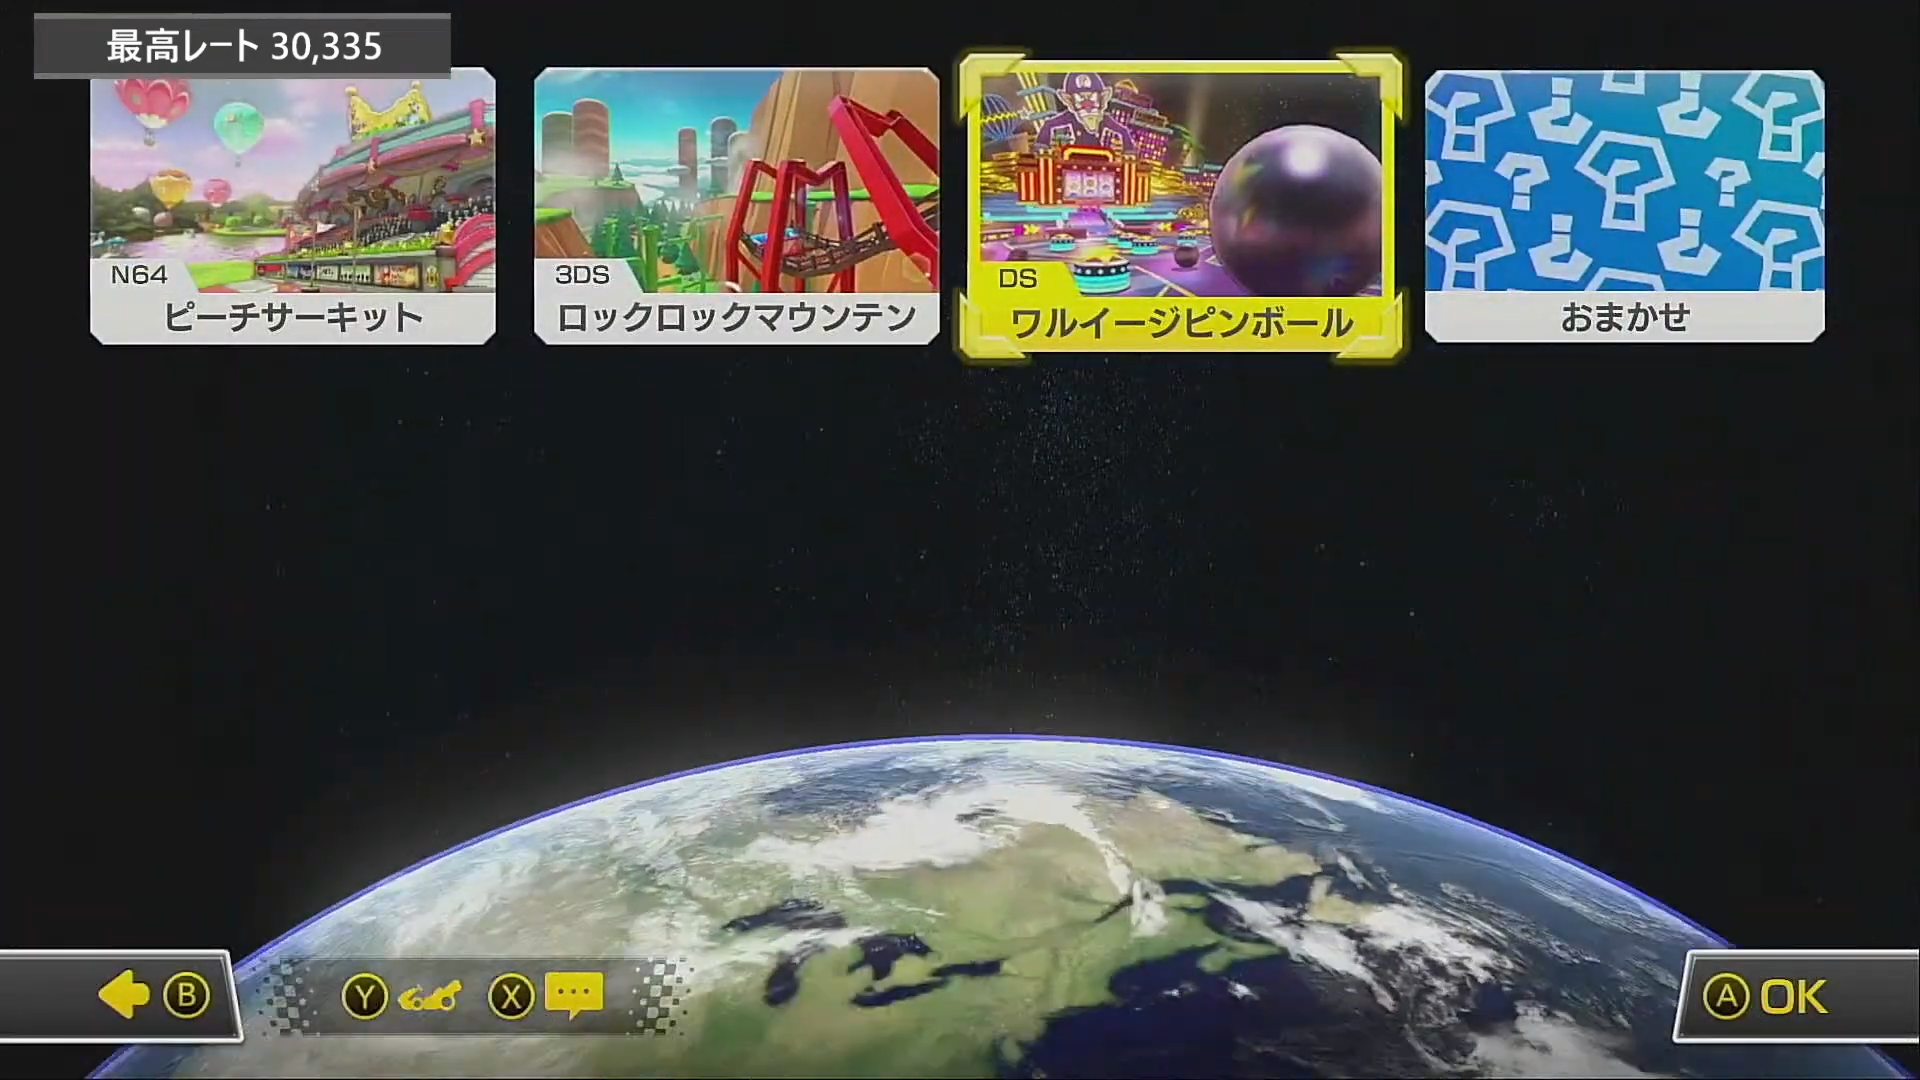 最高レート 30,335
N64
ピーチサーキット
3DS
ロックロックマウンテン
DS
ワルイージピンボール
おまかせ
B
Y
X
A OK